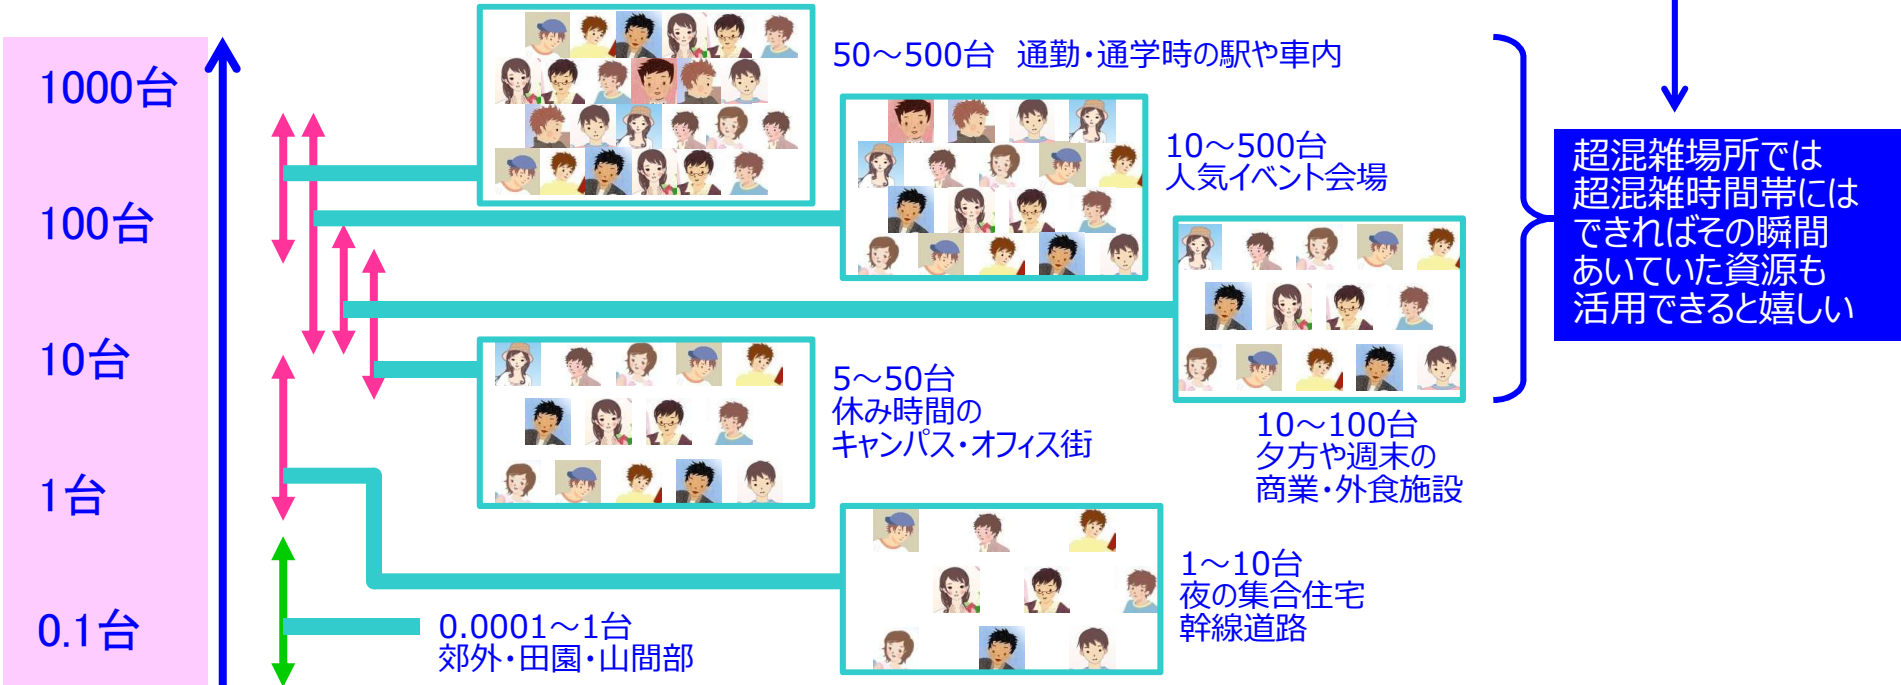 1000台
100台
10台
1台
0.1台
50～500台 通勤・通学時の駅や車内
10～500台
人気イベント会場
10～100台
夕方や週末の
商業・外食施設
5～50台
休み時間の
キャンパス・オフィス街
1～10台
夜の集合住宅
幹線道路
0.0001～1台
郊外・田園・山間部
超混雑場所では
超混雑時間帯には
できればその瞬間
あいていた資源も
活用できると嬉しい